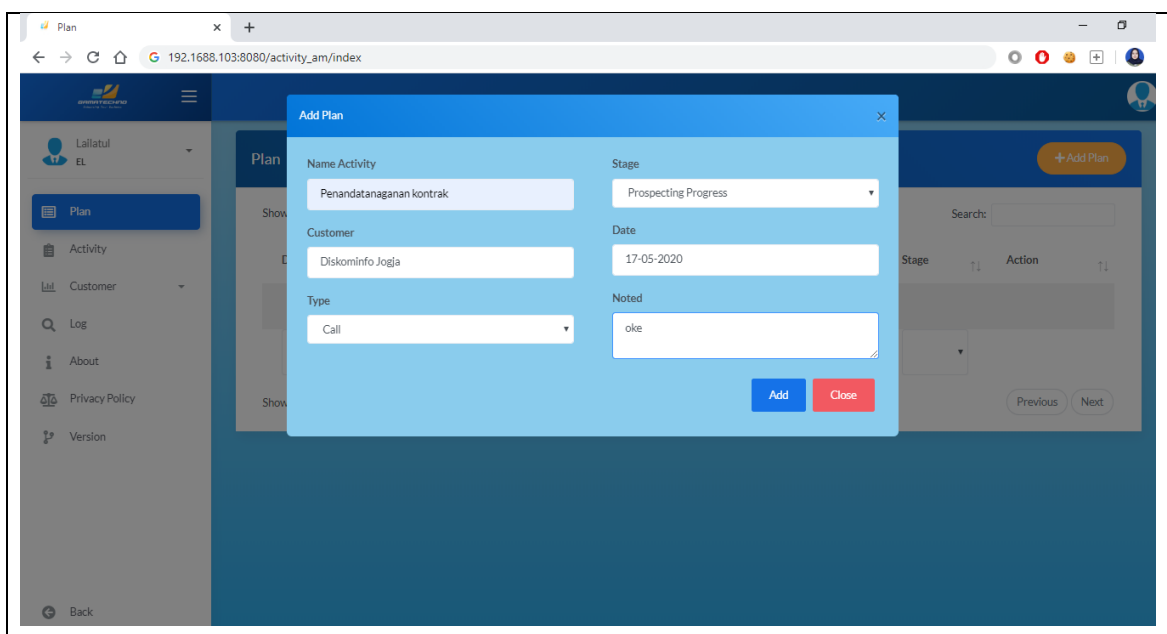 Plan
192.1688.103:8080/activity_am/index
GAMATECHNO
Lailatul
EL
Plan
Activity
Customer
Log
About
Privacy Policy
Version
Back
Plan
+ Add Plan
Show
Search:
D
Stage
Action
Show
Previous
Next
Add Plan
Name Activity
Penandatanaganan kontrak
Stage
Prospecting Progress
Customer
Diskominfo Jogja
Date
17-05-2020
Type
Call
Noted
oke
Add
Close